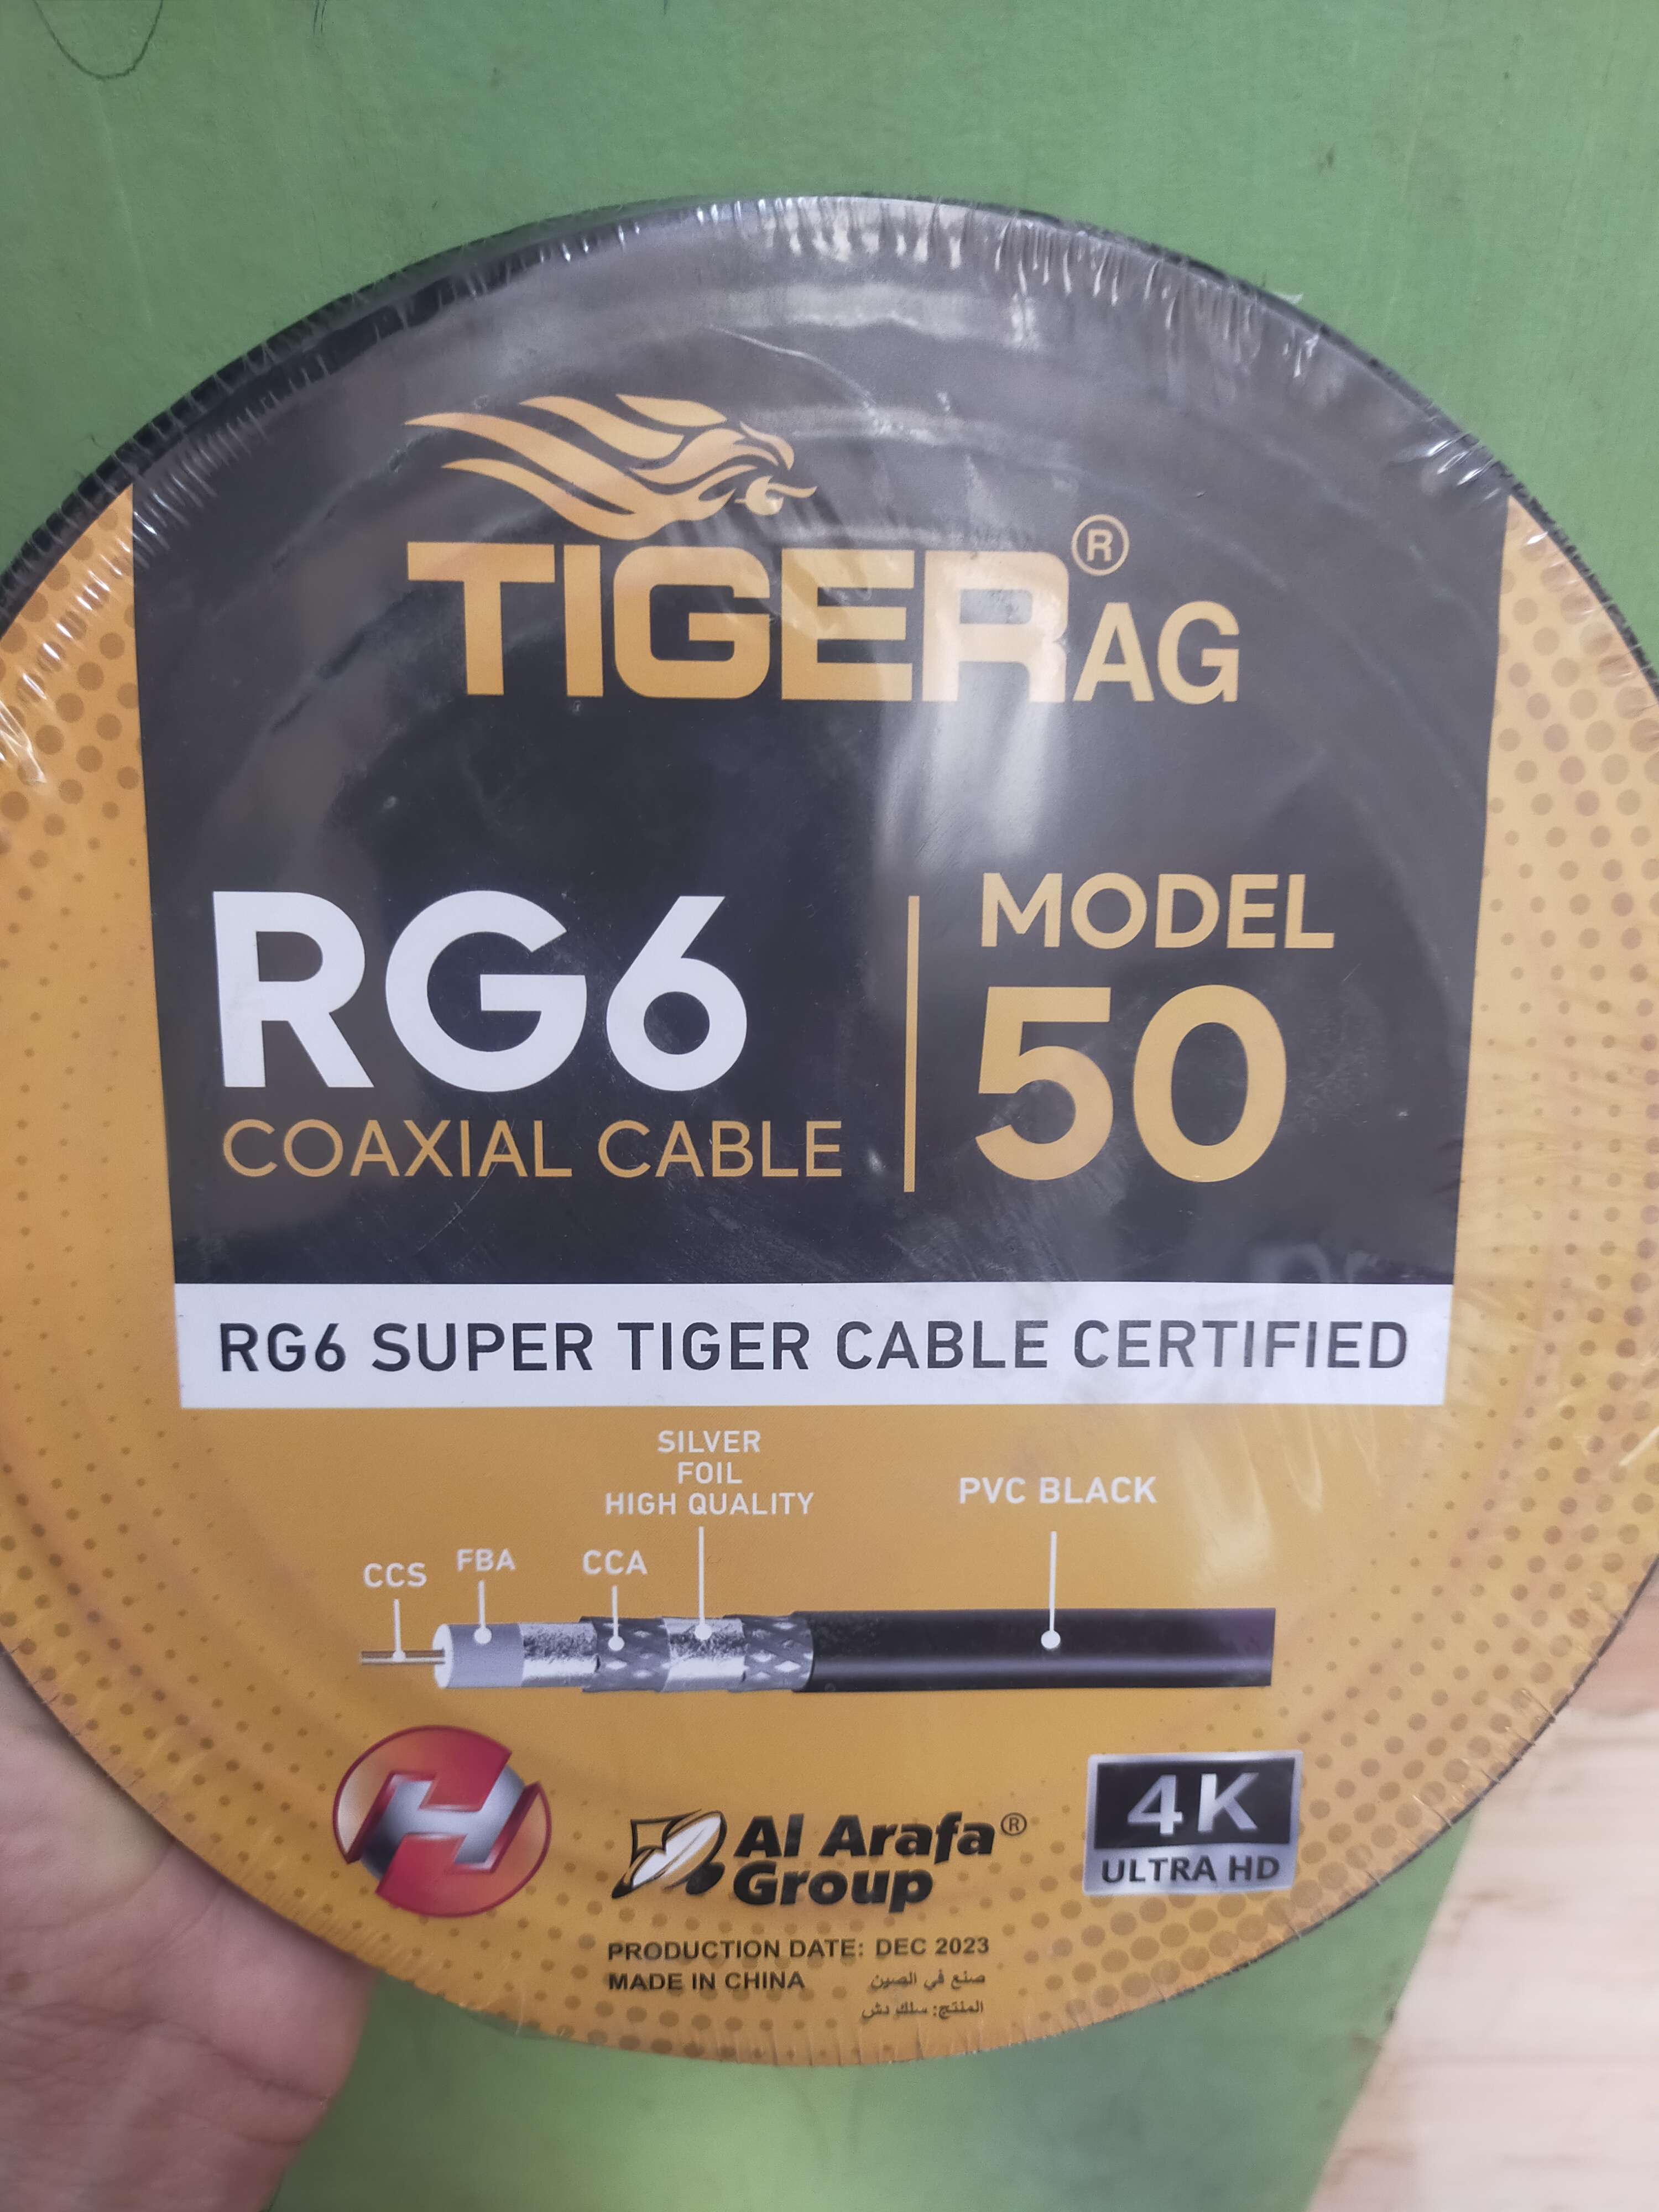 TIGER® AG
RG6
COAXIAL CABLE
MODEL
50
RG6 SUPER TIGER CABLE CERTIFIED
SILVER
FOIL
HIGH QUALITY
PVC BLACK
CCS
FBA
CCA
H
Al Arafa®
Group
4K
ULTRA HD
PRODUCTION DATE: DEC 2023
MADE IN CHINA صنع في الصين
المنتج: سلك دش